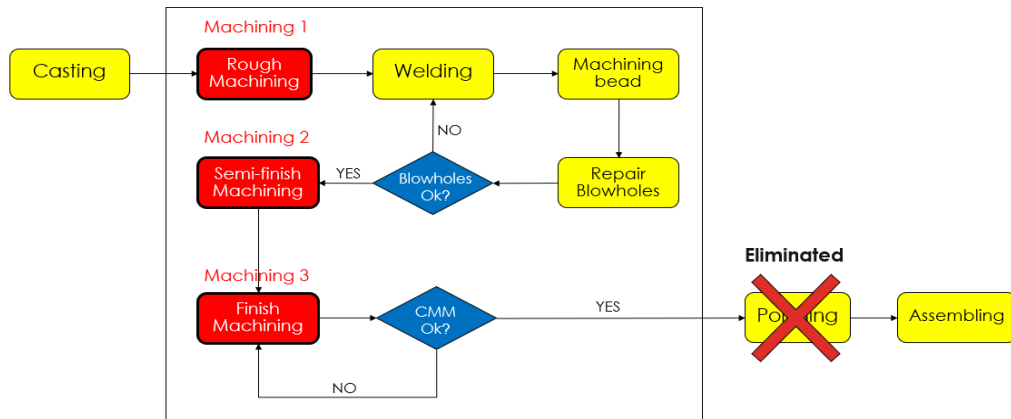 Machining 1
Casting
Rough
Machining
Welding
Machining
bead
NO
Machining 2
Semi-finish
Machining
YES
Blowholes
Ok?
Repair
Blowholes
Eliminated
Machining 3
Finish
Machining
CMM
Ok?
YES
Assembling
NO